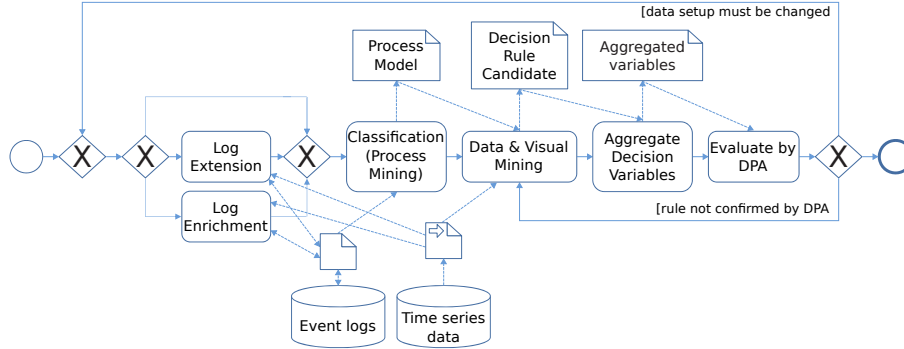 [data setup must be changed
Process
Model
Decision
Rule
Candidate
Aggregated
variables
X
X
Log
Extension
X
Classification
(Process
Mining)
Data & Visual
Mining
Aggregate
Decision
Variables
Evaluate by
DPA
X
Log
Enrichment
[rule not confirmed by DPA
Event logs
Time series
data